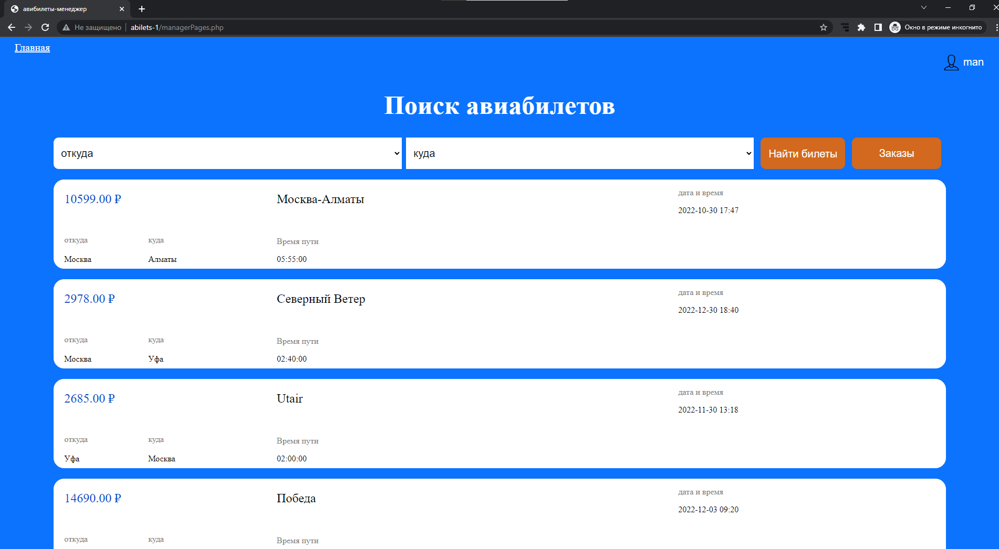 авибилеты-менеджер
Не защищено
abilets-1/managerPages.php
Окно в режиме инкогнито
Главная
man
Поиск авиабилетов
откуда
куда
Найти билеты
Заказы
10599.00 ₽
Москва-Алматы
дата и время
2022-10-30 17:47
откуда
куда
Время пути
Москва
Алматы
05:55:00
2978.00 ₽
Северный Ветер
дата и время
2022-12-30 18:40
откуда
куда
Время пути
Москва
Уфа
02:40:00
2685.00 ₽
Utair
дата и время
2022-11-30 13:18
откуда
куда
Время пути
Уфа
Москва
02:00:00
14690.00 ₽
Победа
дата и время
2022-12-03 09:20
откуда
куда
Время пути